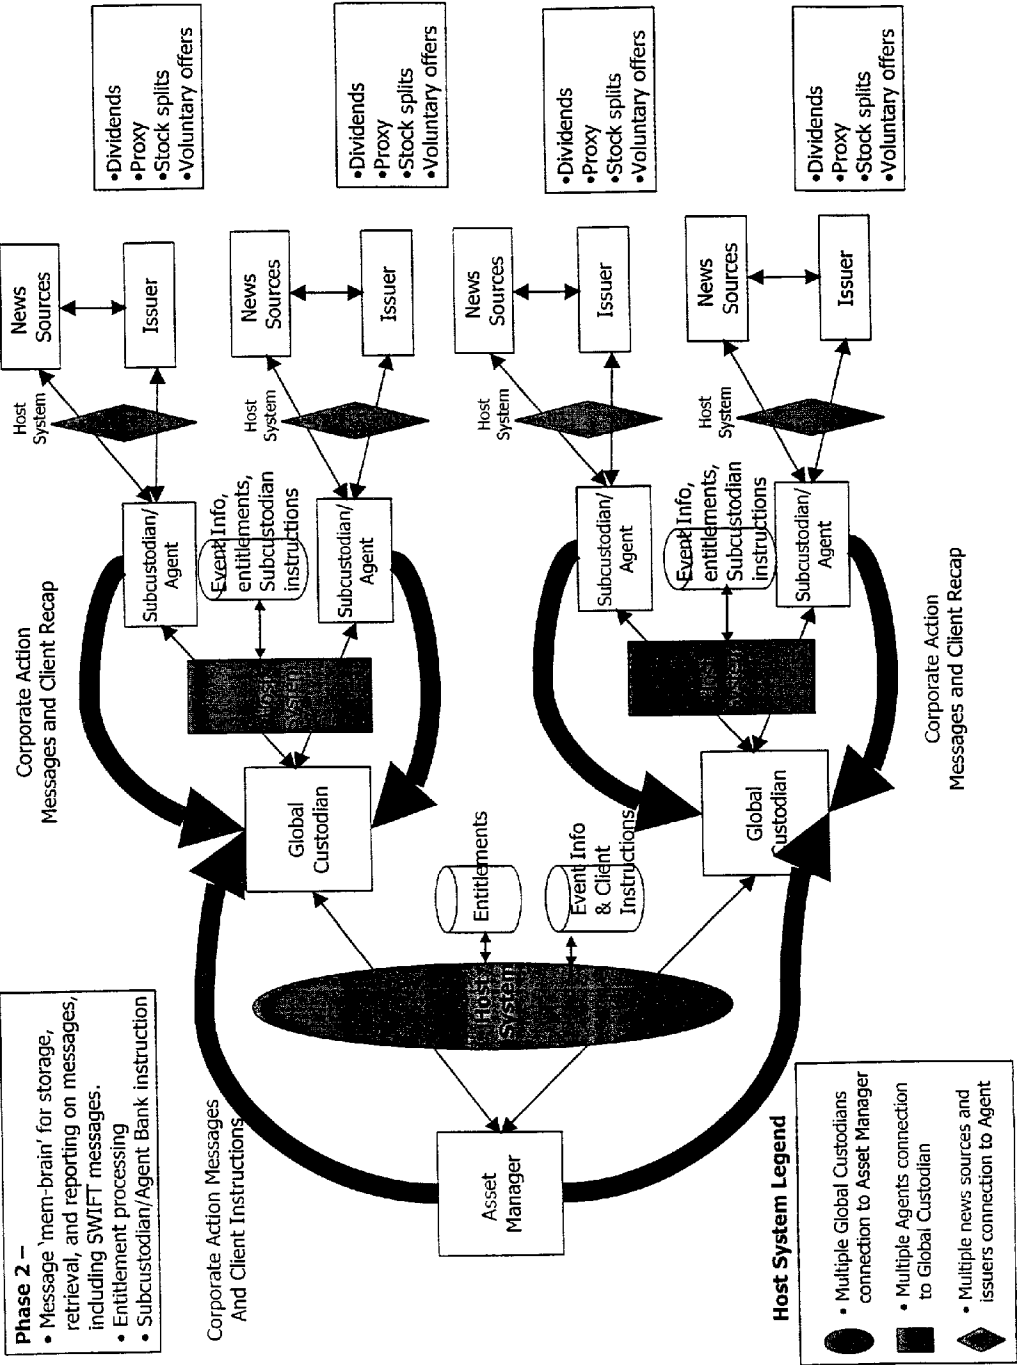 Phase 2 –
• Message 'mem-brain' for storage,
retrieval, and reporting on messages,
including SWIFT messages.
• Entitlement processing
• Subcustodian/Agent Bank instruction
Corporate Action Messages
And Client Instructions
Asset
Manager
Host System Legend
• Multiple Global Custodians
connection to Asset Manager
• Multiple Agents connection
to Global Custodian
• Multiple news sources and
issuers connection to Agent
Host
System
Entitlements
Event Info
& Client
Instructions
Corporate Action
Messages and Client Recap
Global
Custodian
Host
System
Subcustodian/
Agent
Event Info,
entitlements,
Subcustodian
instructions
Subcustodian/
Agent
Host
System
News
Sources
Issuer
•Dividends
•Proxy
•Stock splits
•Voluntary offers
Host
System
News
Sources
Issuer
•Dividends
•Proxy
•Stock splits
•Voluntary offers
Global
Custodian
Host
System
Subcustodian/
Agent
Event Info,
entitlements,
Subcustodian
instructions
Subcustodian/
Agent
Host
System
News
Sources
Issuer
•Dividends
•Proxy
•Stock splits
•Voluntary offers
Host
System
News
Sources
Issuer
•Dividends
•Proxy
•Stock splits
•Voluntary offers
Corporate Action
Messages and Client Recap